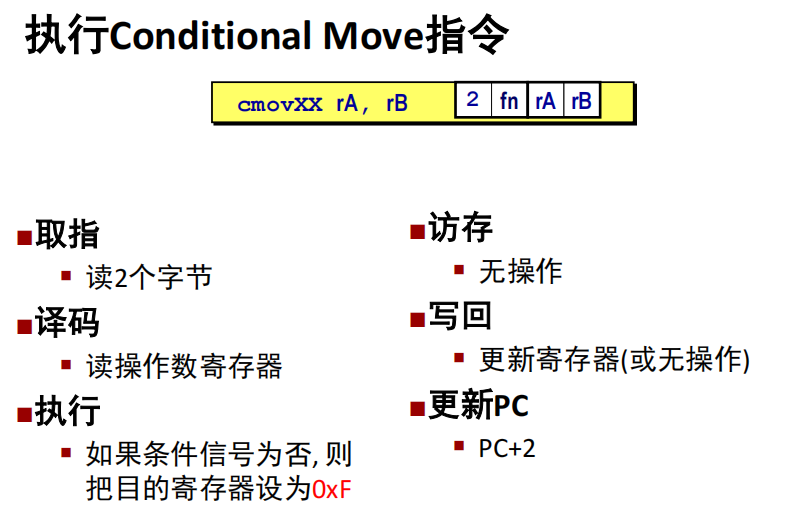 执行Conditional Move指令
cmovXX rA, rB 2 fn rA rB
取指
读2个字节
译码
读操作数寄存器
执行
如果条件信号为否, 则
把目的寄存器设为0xF
访存
无操作
写回
更新寄存器(或无操作)
更新PC
PC+2